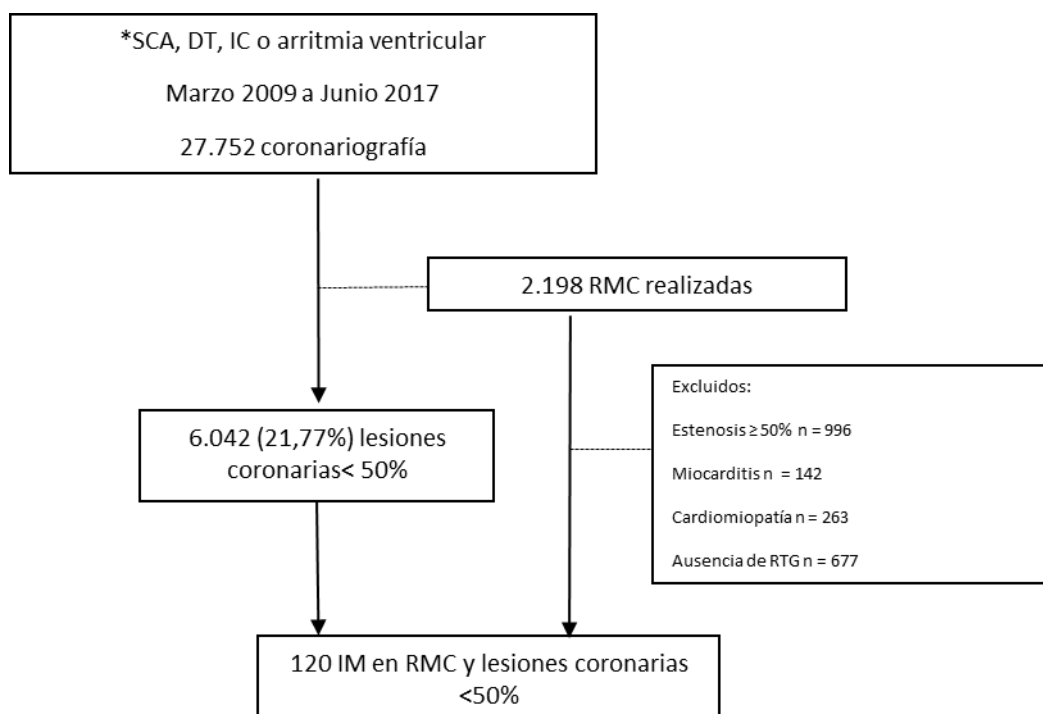 *SCA, DT, IC o arritmia ventricular
Marzo 2009 a Junio 2017
27.752 coronariografía
2.198 RMC realizadas
6.042 (21,77%) lesiones
coronarias< 50%
Excluidos:
Estenosis ≥ 50% n = 996
Miocarditis n = 142
Cardiomiopatía n = 263
Ausencia de RTG n = 677
120 IM en RMC y lesiones coronarias
<50%